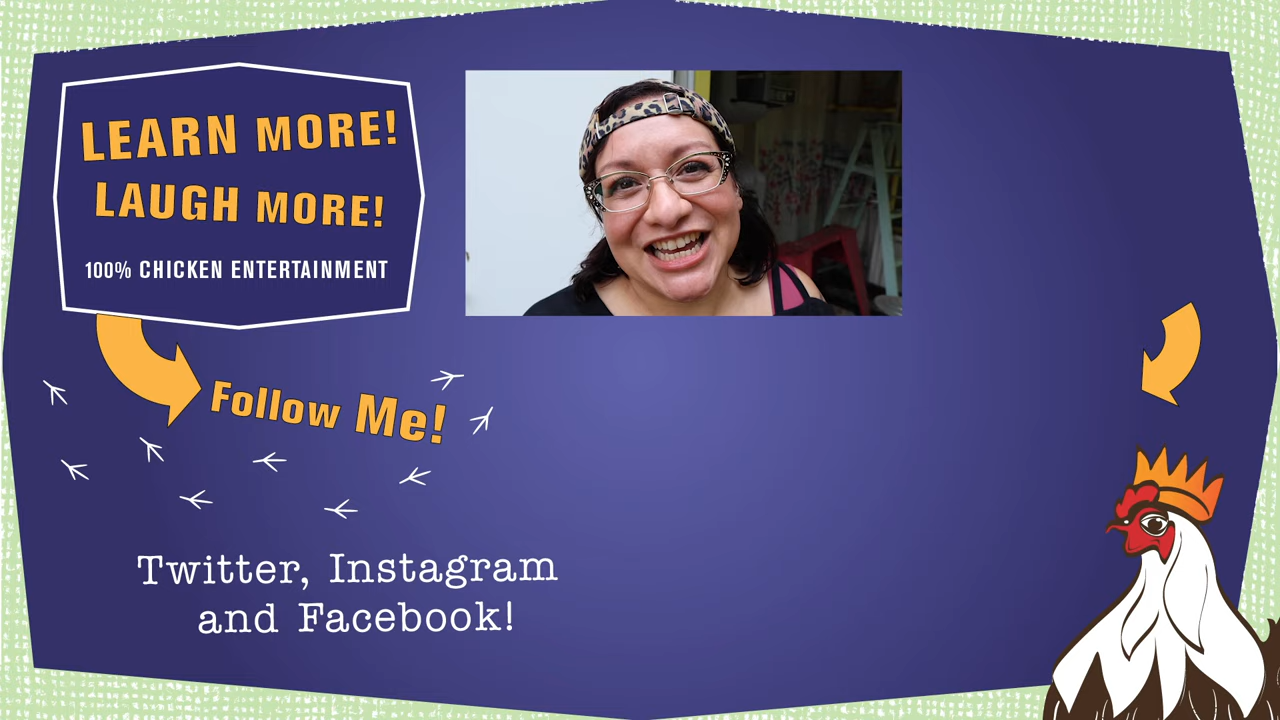 LEARN MORE!
LAUGH MORE!
100% CHICKEN ENTERTAINMENT
Follow Me!
Twitter, Instagram
and Facebook!